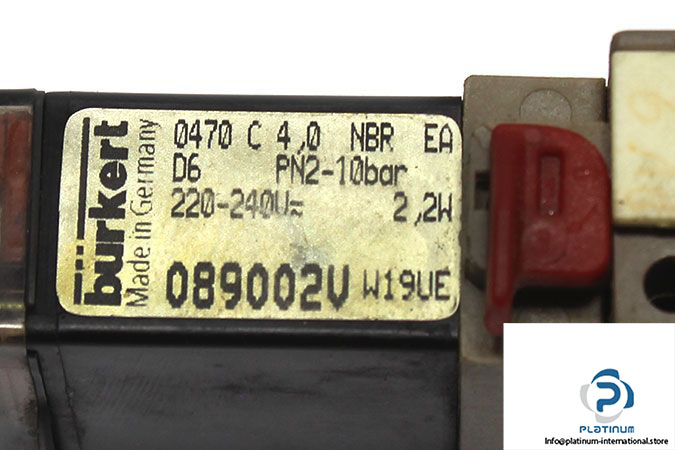 bürkert
Made in Germany
0470 C 4,0 NBR EA
D6 PN2-10bar
220-240V= 2,2W
089002V W19UE
PLATINUM
Info@platinum-international.store